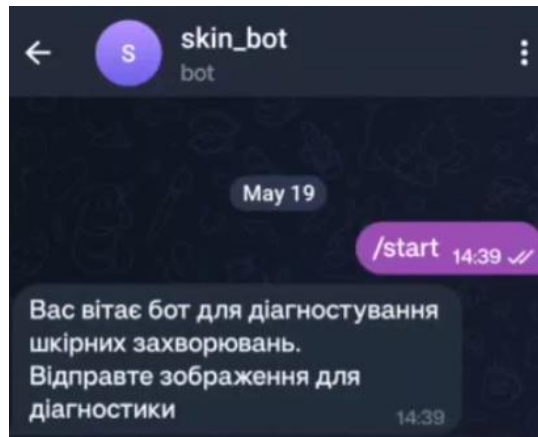 S
skin_bot
bot
May 19
/start 14:39
Вас вітає бот для діагностування
шкірних захворювань.
Відправте зображення для
діагностики
14:39